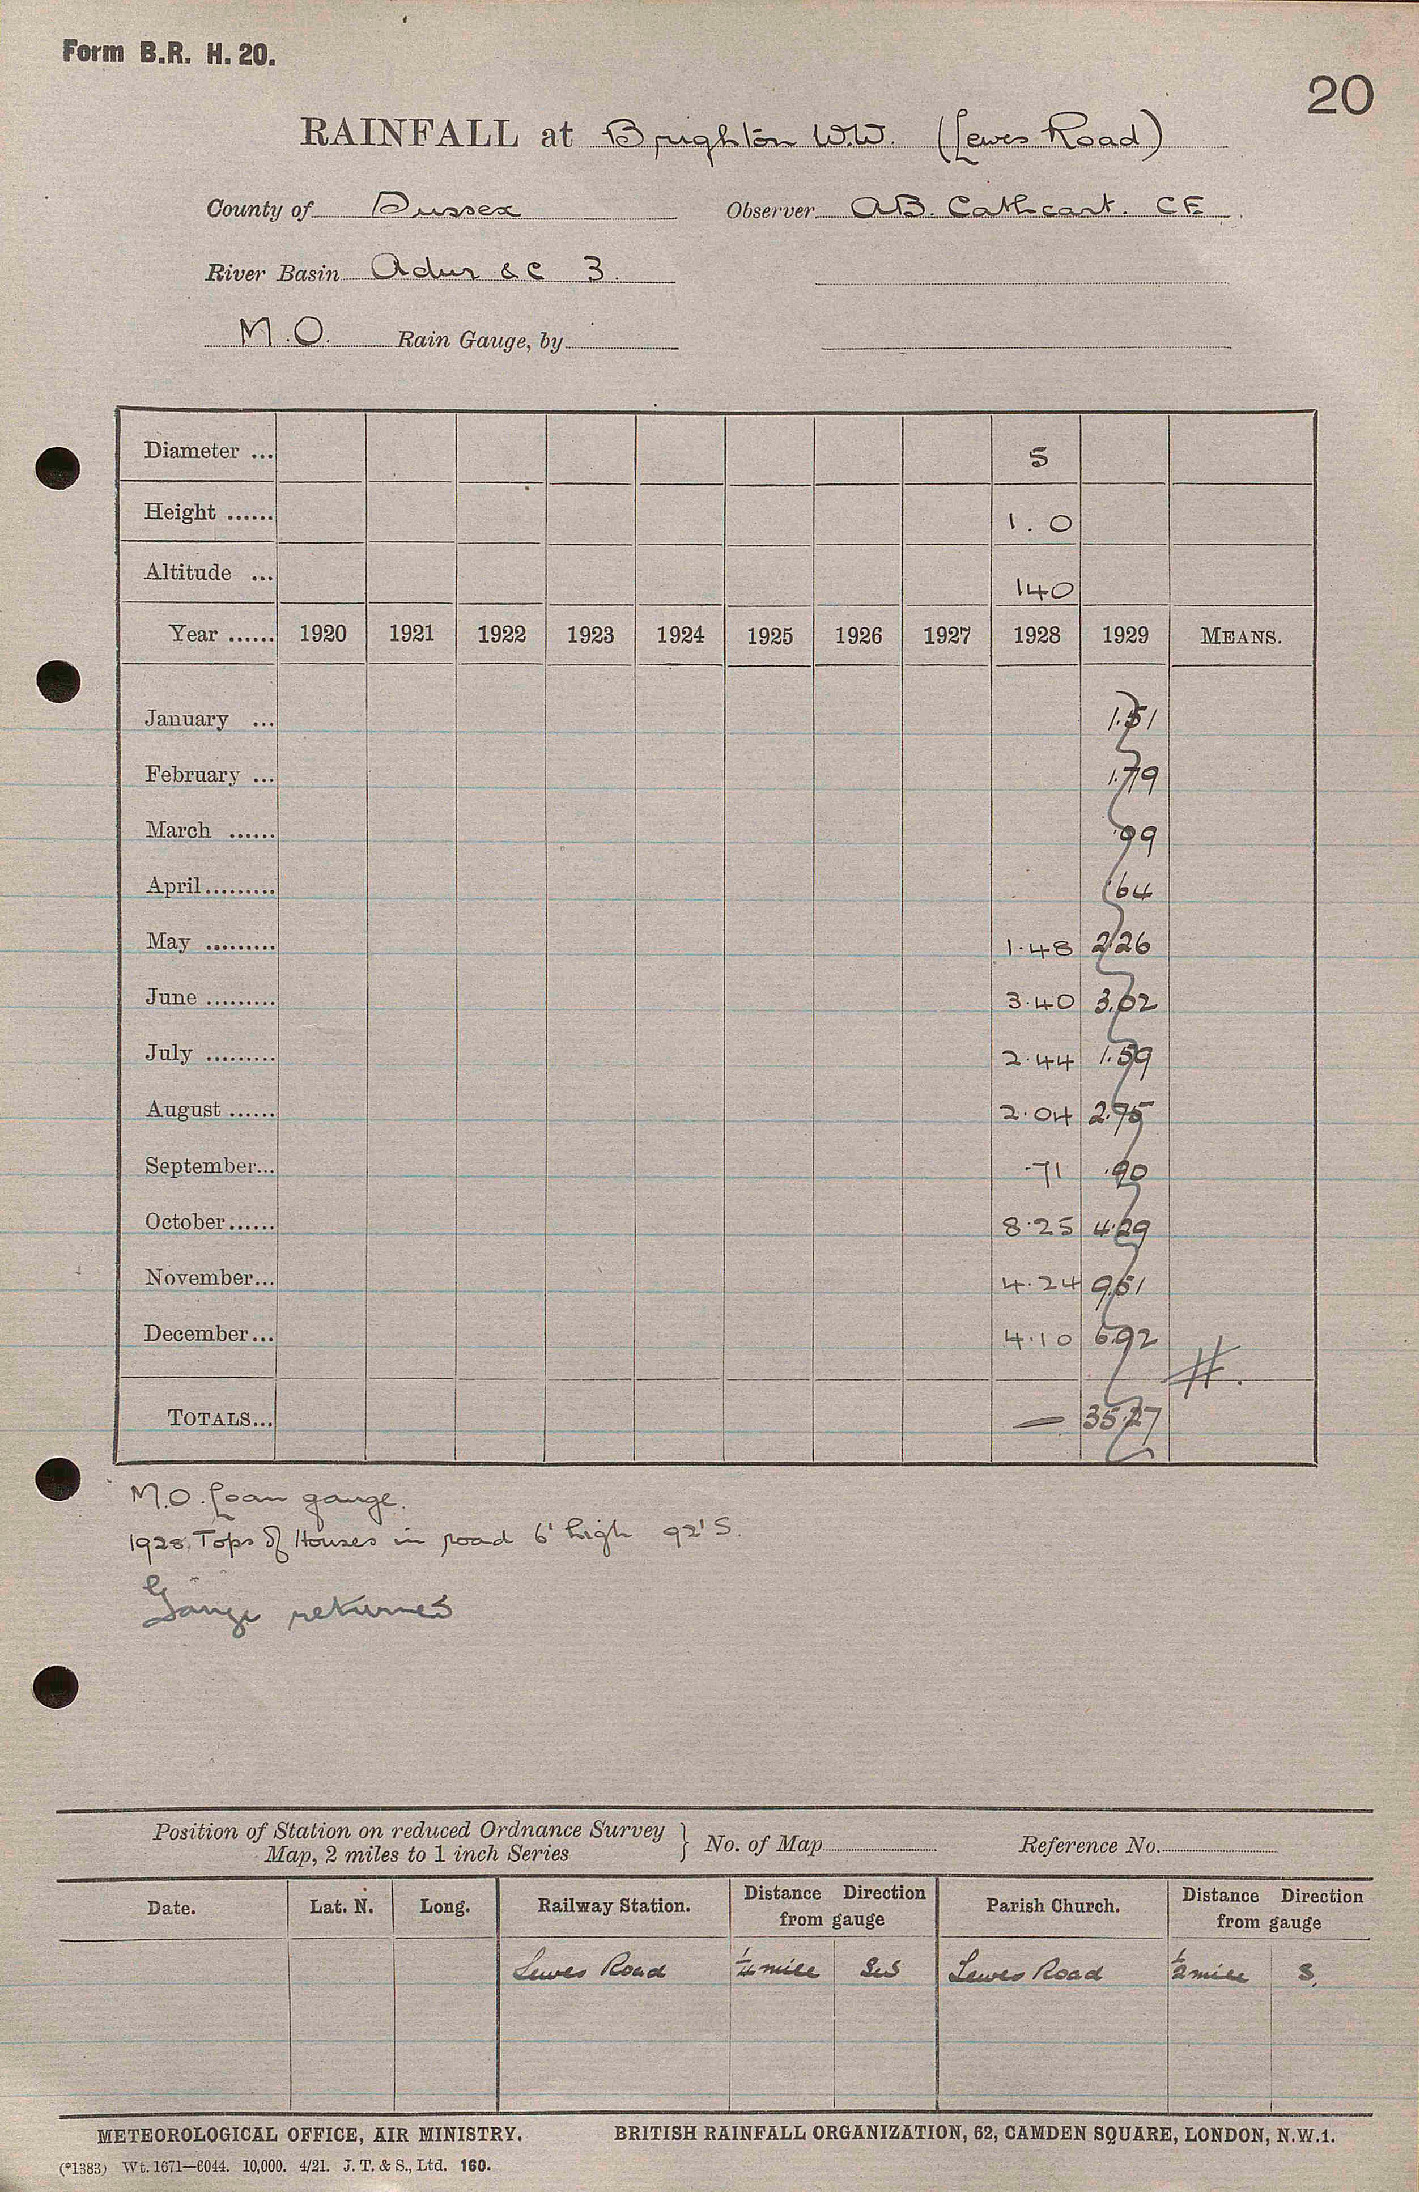 Form B.R. H. 20.
20
RAINFALL at Brighton W.W. (Lewes Road)
County of Sussex Observer A.B. Cathcart. CE
River Basin Adur &c 3.
M.O. Rain Gauge, by
Diameter ... 5
Height ...... 1.0
Altitude ... 140
Year ...... 1920 1921 1922 1923 1924 1925 1926 1927 1928 1929 MEANS.
January ... 1.51
February ... 1.79
March ...... .99
April......... .64
May ......... 1.48 2.26
June ......... 3.40 3.02
July ......... 2.44 1.59
August ...... 2.04 2.75
September... .71 .90
October...... 8.25 4.29
November... 4.24 9.61
December... 4.10 6.92
#.
TOTALS... — 35.27
M.O. Loan gauge.
1928. Tops of Houses in road 6' high 92' S.
Gauge returned
Position of Station on reduced Ordnance Survey
Map, 2 miles to 1 inch Series } No. of Map Reference No.
Date. Lat. N. Long. Railway Station. Distance Direction from gauge Parish Church. Distance Direction from gauge
Lewes Road 1/4 mile Lewes Road 1/2 mile S.
METEOROLOGICAL OFFICE, AIR MINISTRY. BRITISH RAINFALL ORGANIZATION, 62, CAMDEN SQUARE, LONDON, N.W.1.
(*1383) Wt. 1671—6044. 10,000. 4/21. J. T. & S., Ltd. 160.